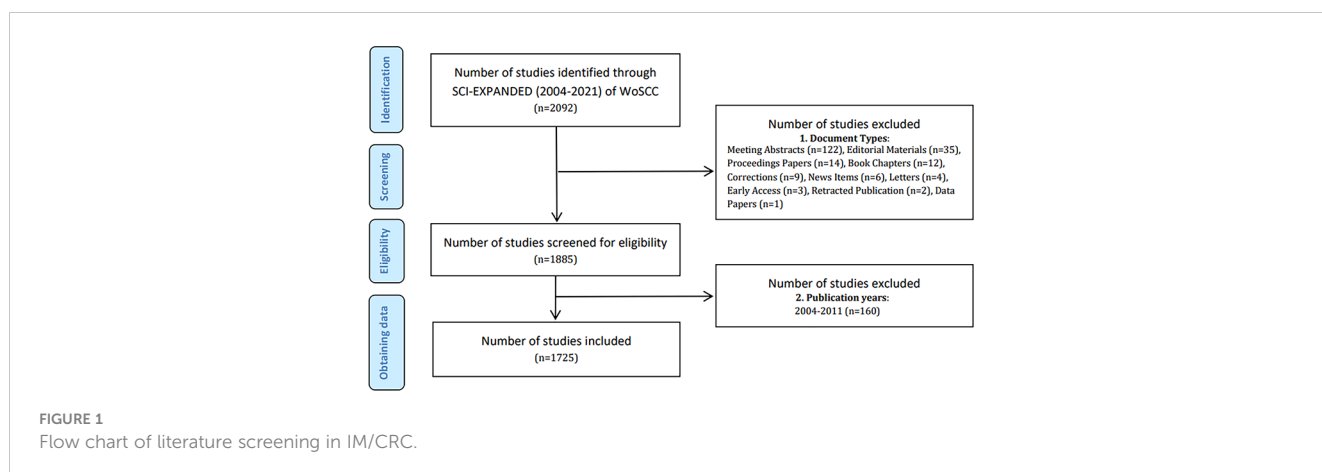 Identification
Number of studies identified through
SCI-EXPANDED (2004-2021) of WoSCC
(n=2092)
Number of studies excluded
1. Document Types:
Meeting Abstracts (n=122), Editorial Materials (n=35),
Proceedings Papers (n=14), Book Chapters (n=12),
Corrections (n=9), News Items (n=6), Letters (n=4),
Early Access (n=3), Retracted Publication (n=2), Data
Papers (n=1)
Screening
Eligibility
Number of studies screened for eligibility
(n=1885)
Number of studies excluded
2. Publication years:
2004-2011 (n=160)
Obtaining data
Number of studies included
(n=1725)
FIGURE 1
Flow chart of literature screening in IM/CRC.